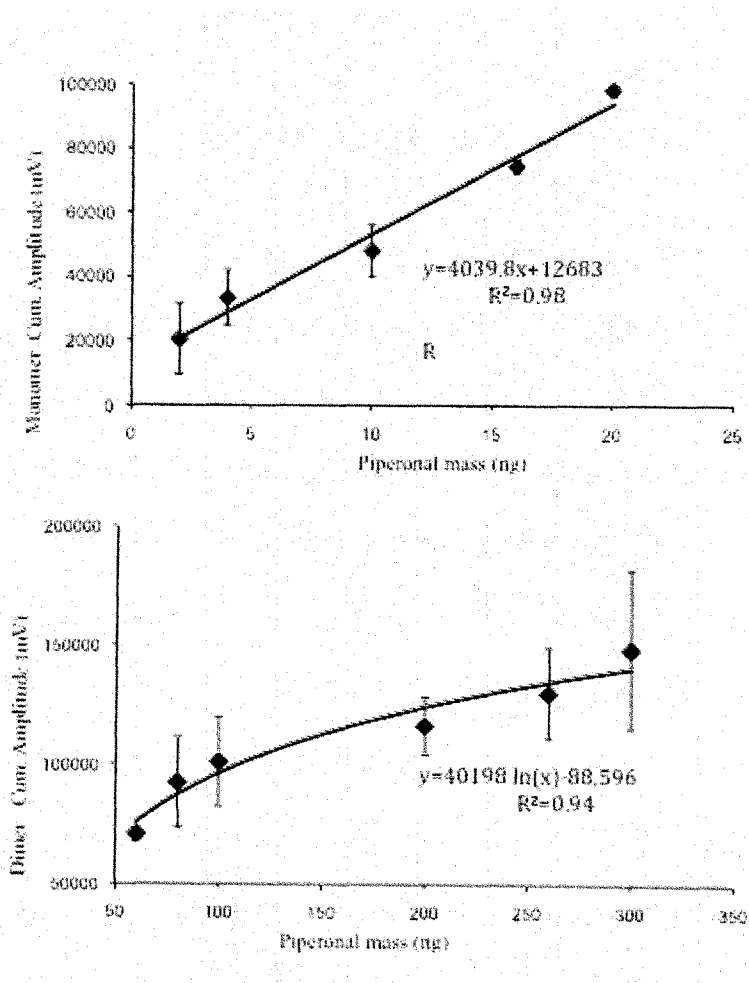 100000
80000
60000
40000
20000
0
Monomer Cum. Amplitude (mV)
y=4039.8x+12683
R²=0.98
R
0 5 10 15 20 25
Piperonal mass (ng)
200000
150000
100000
50000
Dimer Cum. Amplitude (mV)
y=40198 ln(x)-88,596
R²=0.94
50 100 150 200 250 300 350
Piperonal mass (ng)